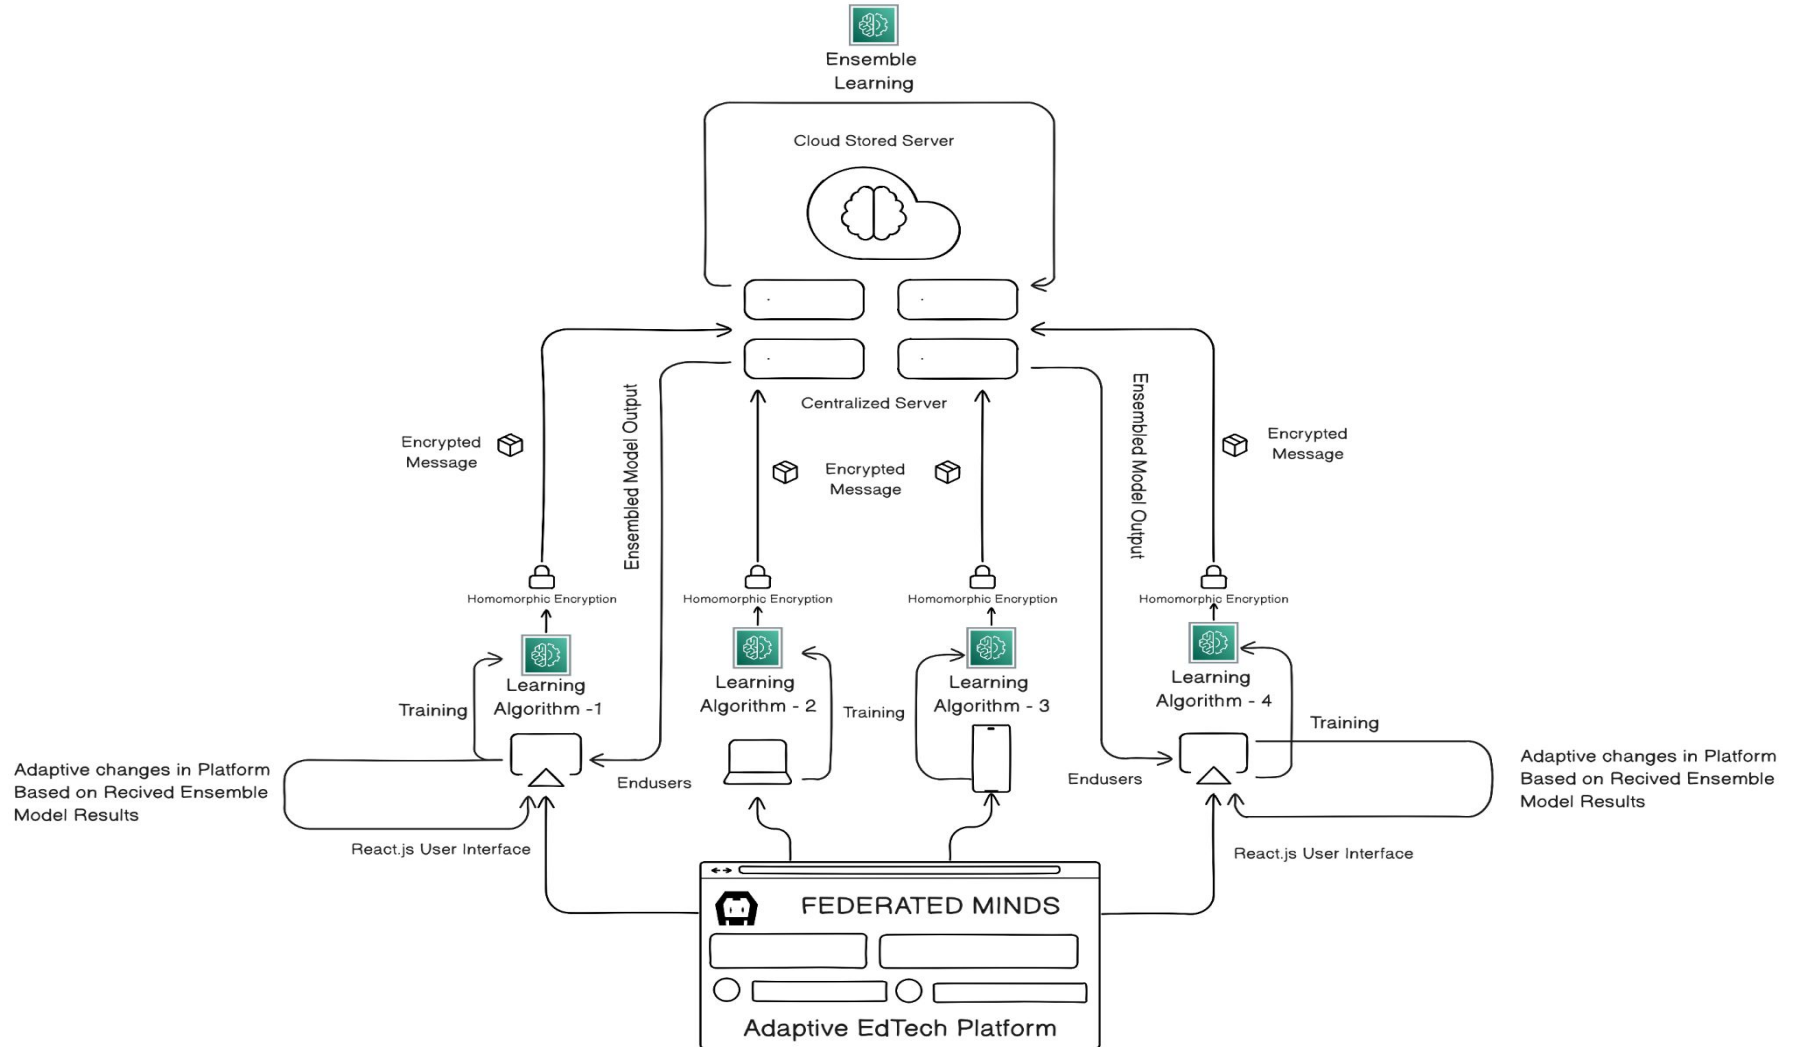 Ensemble
Learning
Cloud Stored Server
Centralized Server
Encrypted
Message
Ensembled Model Output
Encrypted
Message
Ensembled Model Output
Encrypted
Message
Homomorphic Encryption
Homomorphic Encryption
Homomorphic Encryption
Homomorphic Encryption
Learning
Algorithm -1
Learning
Algorithm - 2
Learning
Algorithm - 3
Learning
Algorithm - 4
Training
Training
Training
Adaptive changes in Platform
Based on Recived Ensemble
Model Results
Endusers
Endusers
Adaptive changes in Platform
Based on Recived Ensemble
Model Results
React.js User Interface
React.js User Interface
FEDERATED MINDS
Adaptive EdTech Platform